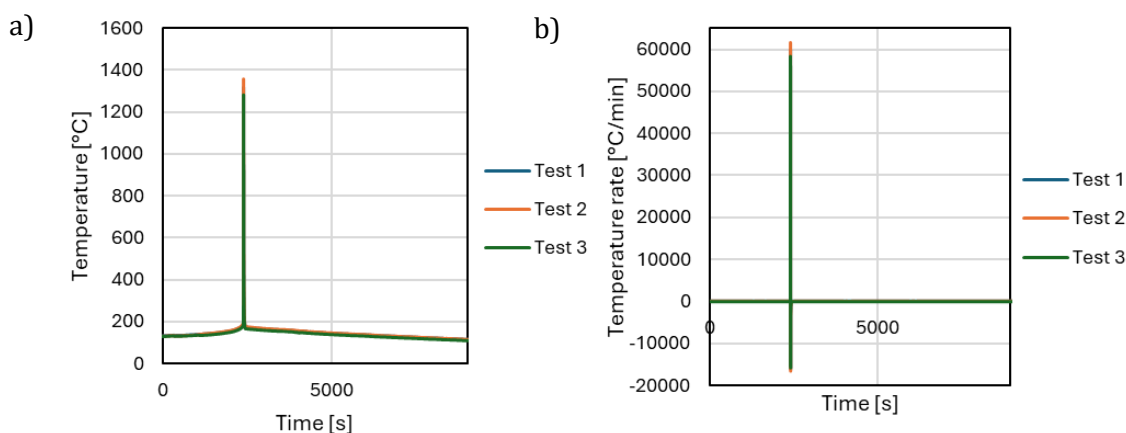 a)
Temperature [°C]
1600
1400
1200
1000
800
600
400
200
0
0
5000
Time [s]
Test 1
Test 2
Test 3
b)
Temperature rate [°C/min]
60000
50000
40000
30000
20000
10000
0
-10000
-20000
0
5000
Time [s]
Test 1
Test 2
Test 3